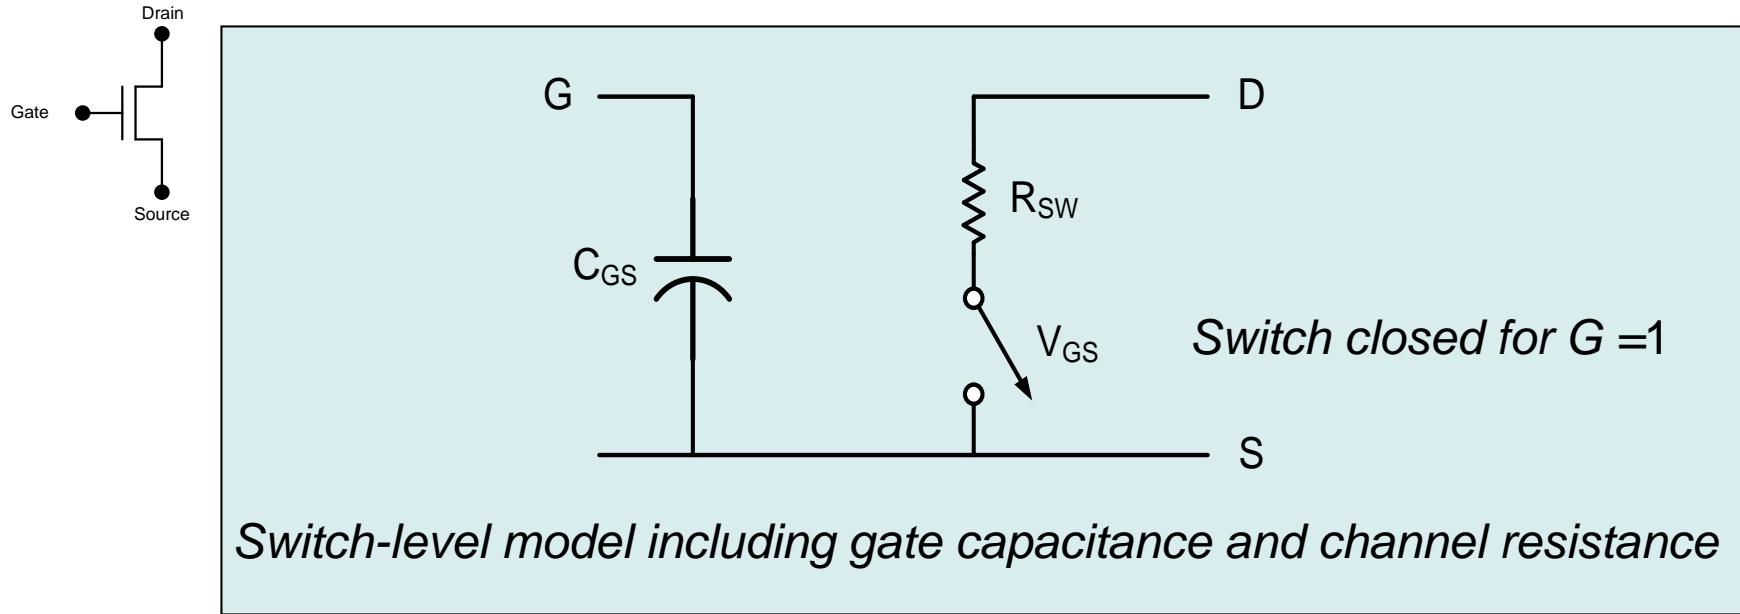 Drain
Gate
Source
G
D
R_SW
C_GS
V_GS
Switch closed for G =1
S
Switch-level model including gate capacitance and channel resistance